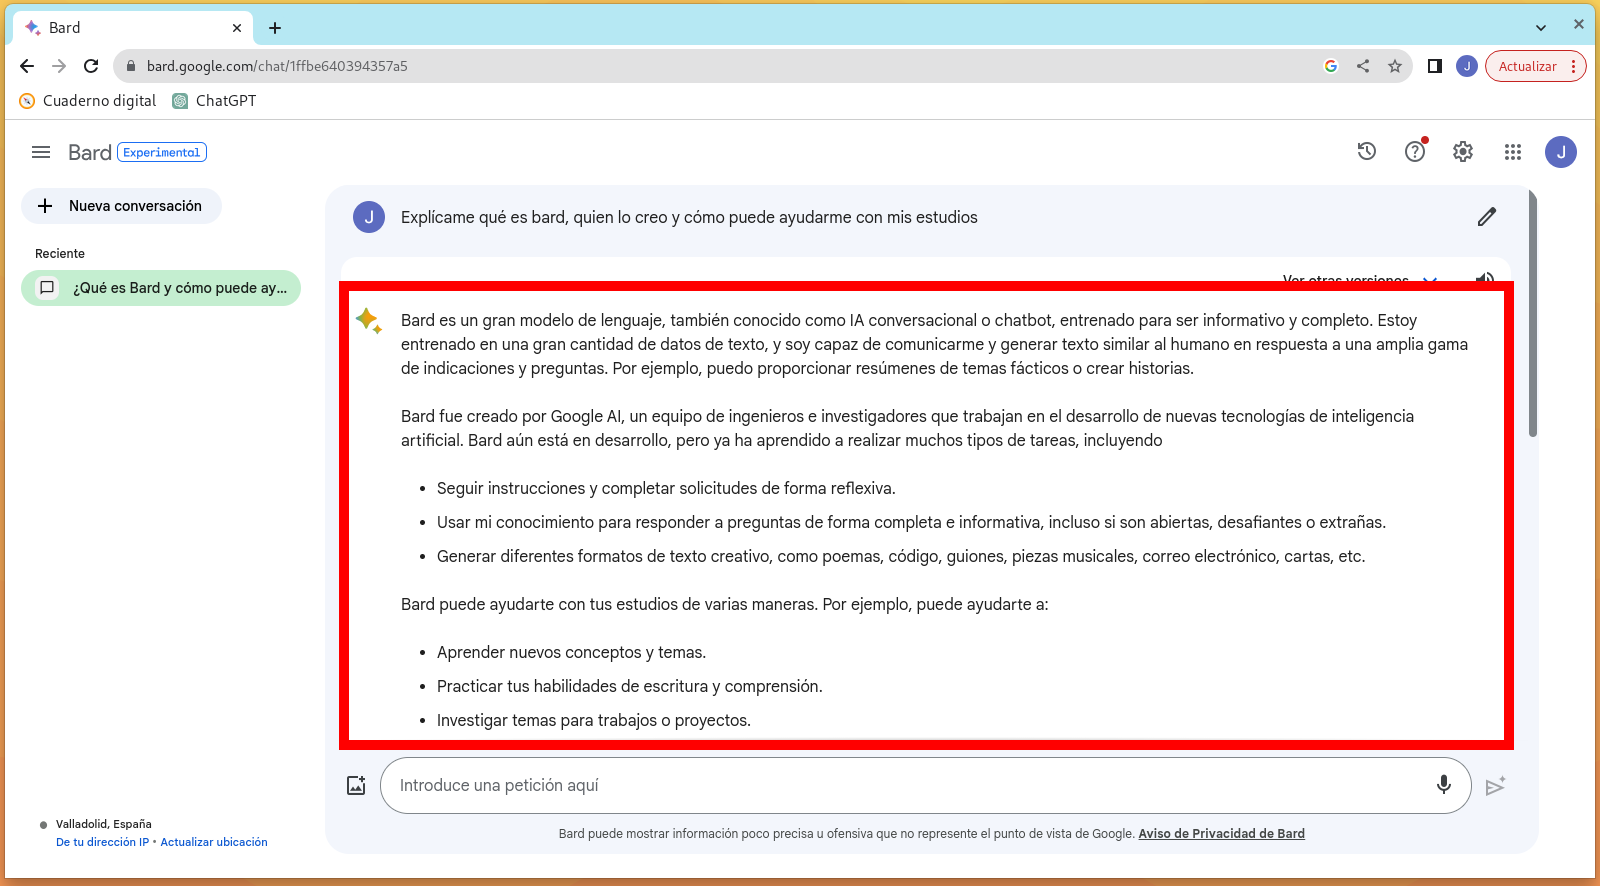 Bard
bard.google.com/chat/1ffbe640394357a5
J
Actualizar
Cuaderno digital
ChatGPT
Bard
Experimental
J
Nueva conversación
Reciente
¿Qué es Bard y cómo puede ay...
J
Explícame qué es bard, quien lo creo y cómo puede ayudarme con mis estudios
Ver otras versiones
Bard es un gran modelo de lenguaje, también conocido como IA conversacional o chatbot, entrenado para ser informativo y completo. Estoy
entrenado en una gran cantidad de datos de texto, y soy capaz de comunicarme y generar texto similar al humano en respuesta a una amplia gama
de indicaciones y preguntas. Por ejemplo, puedo proporcionar resúmenes de temas fácticos o crear historias.
Bard fue creado por Google AI, un equipo de ingenieros e investigadores que trabajan en el desarrollo de nuevas tecnologías de inteligencia
artificial. Bard aún está en desarrollo, pero ya ha aprendido a realizar muchos tipos de tareas, incluyendo
• Seguir instrucciones y completar solicitudes de forma reflexiva.
• Usar mi conocimiento para responder a preguntas de forma completa e informativa, incluso si son abiertas, desafiantes o extrañas.
• Generar diferentes formatos de texto creativo, como poemas, código, guiones, piezas musicales, correo electrónico, cartas, etc.
Bard puede ayudarte con tus estudios de varias maneras. Por ejemplo, puede ayudarte a:
• Aprender nuevos conceptos y temas.
• Practicar tus habilidades de escritura y comprensión.
• Investigar temas para trabajos o proyectos.
Introduce una petición aquí
Bard puede mostrar información poco precisa u ofensiva que no represente el punto de vista de Google. Aviso de Privacidad de Bard
Valladolid, España
De tu dirección IP • Actualizar ubicación